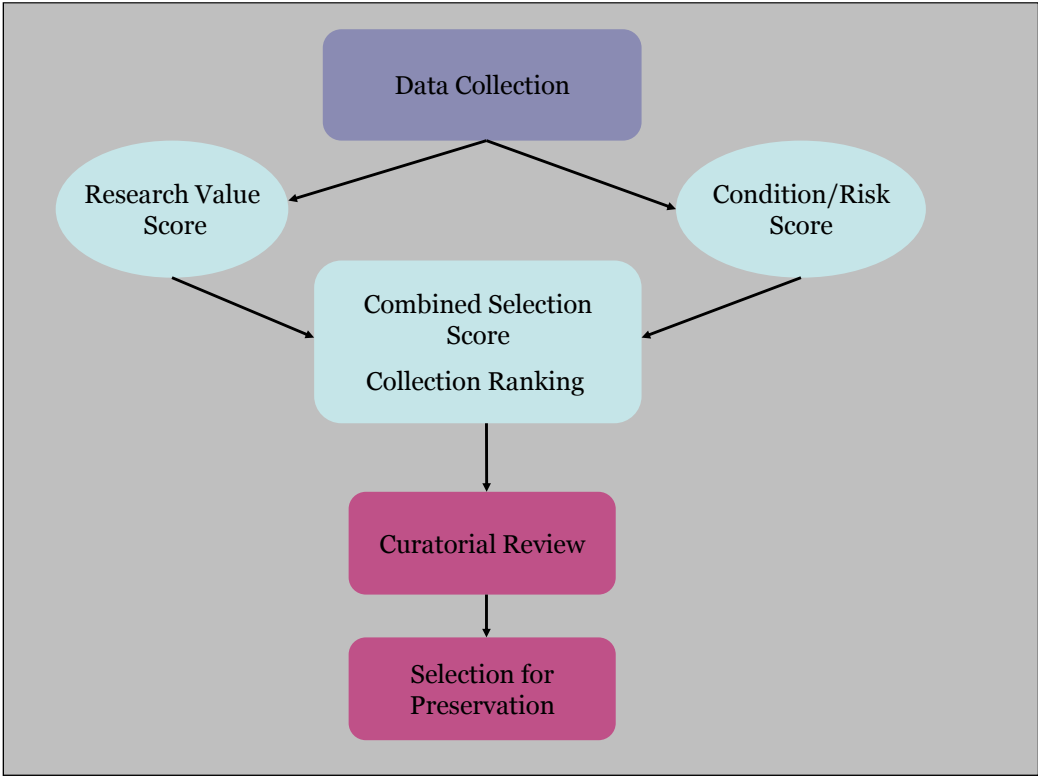 Data Collection
Research Value
Score
Condition/Risk
Score
Combined Selection
Score
Collection Ranking
Curatorial Review
Selection for
Preservation